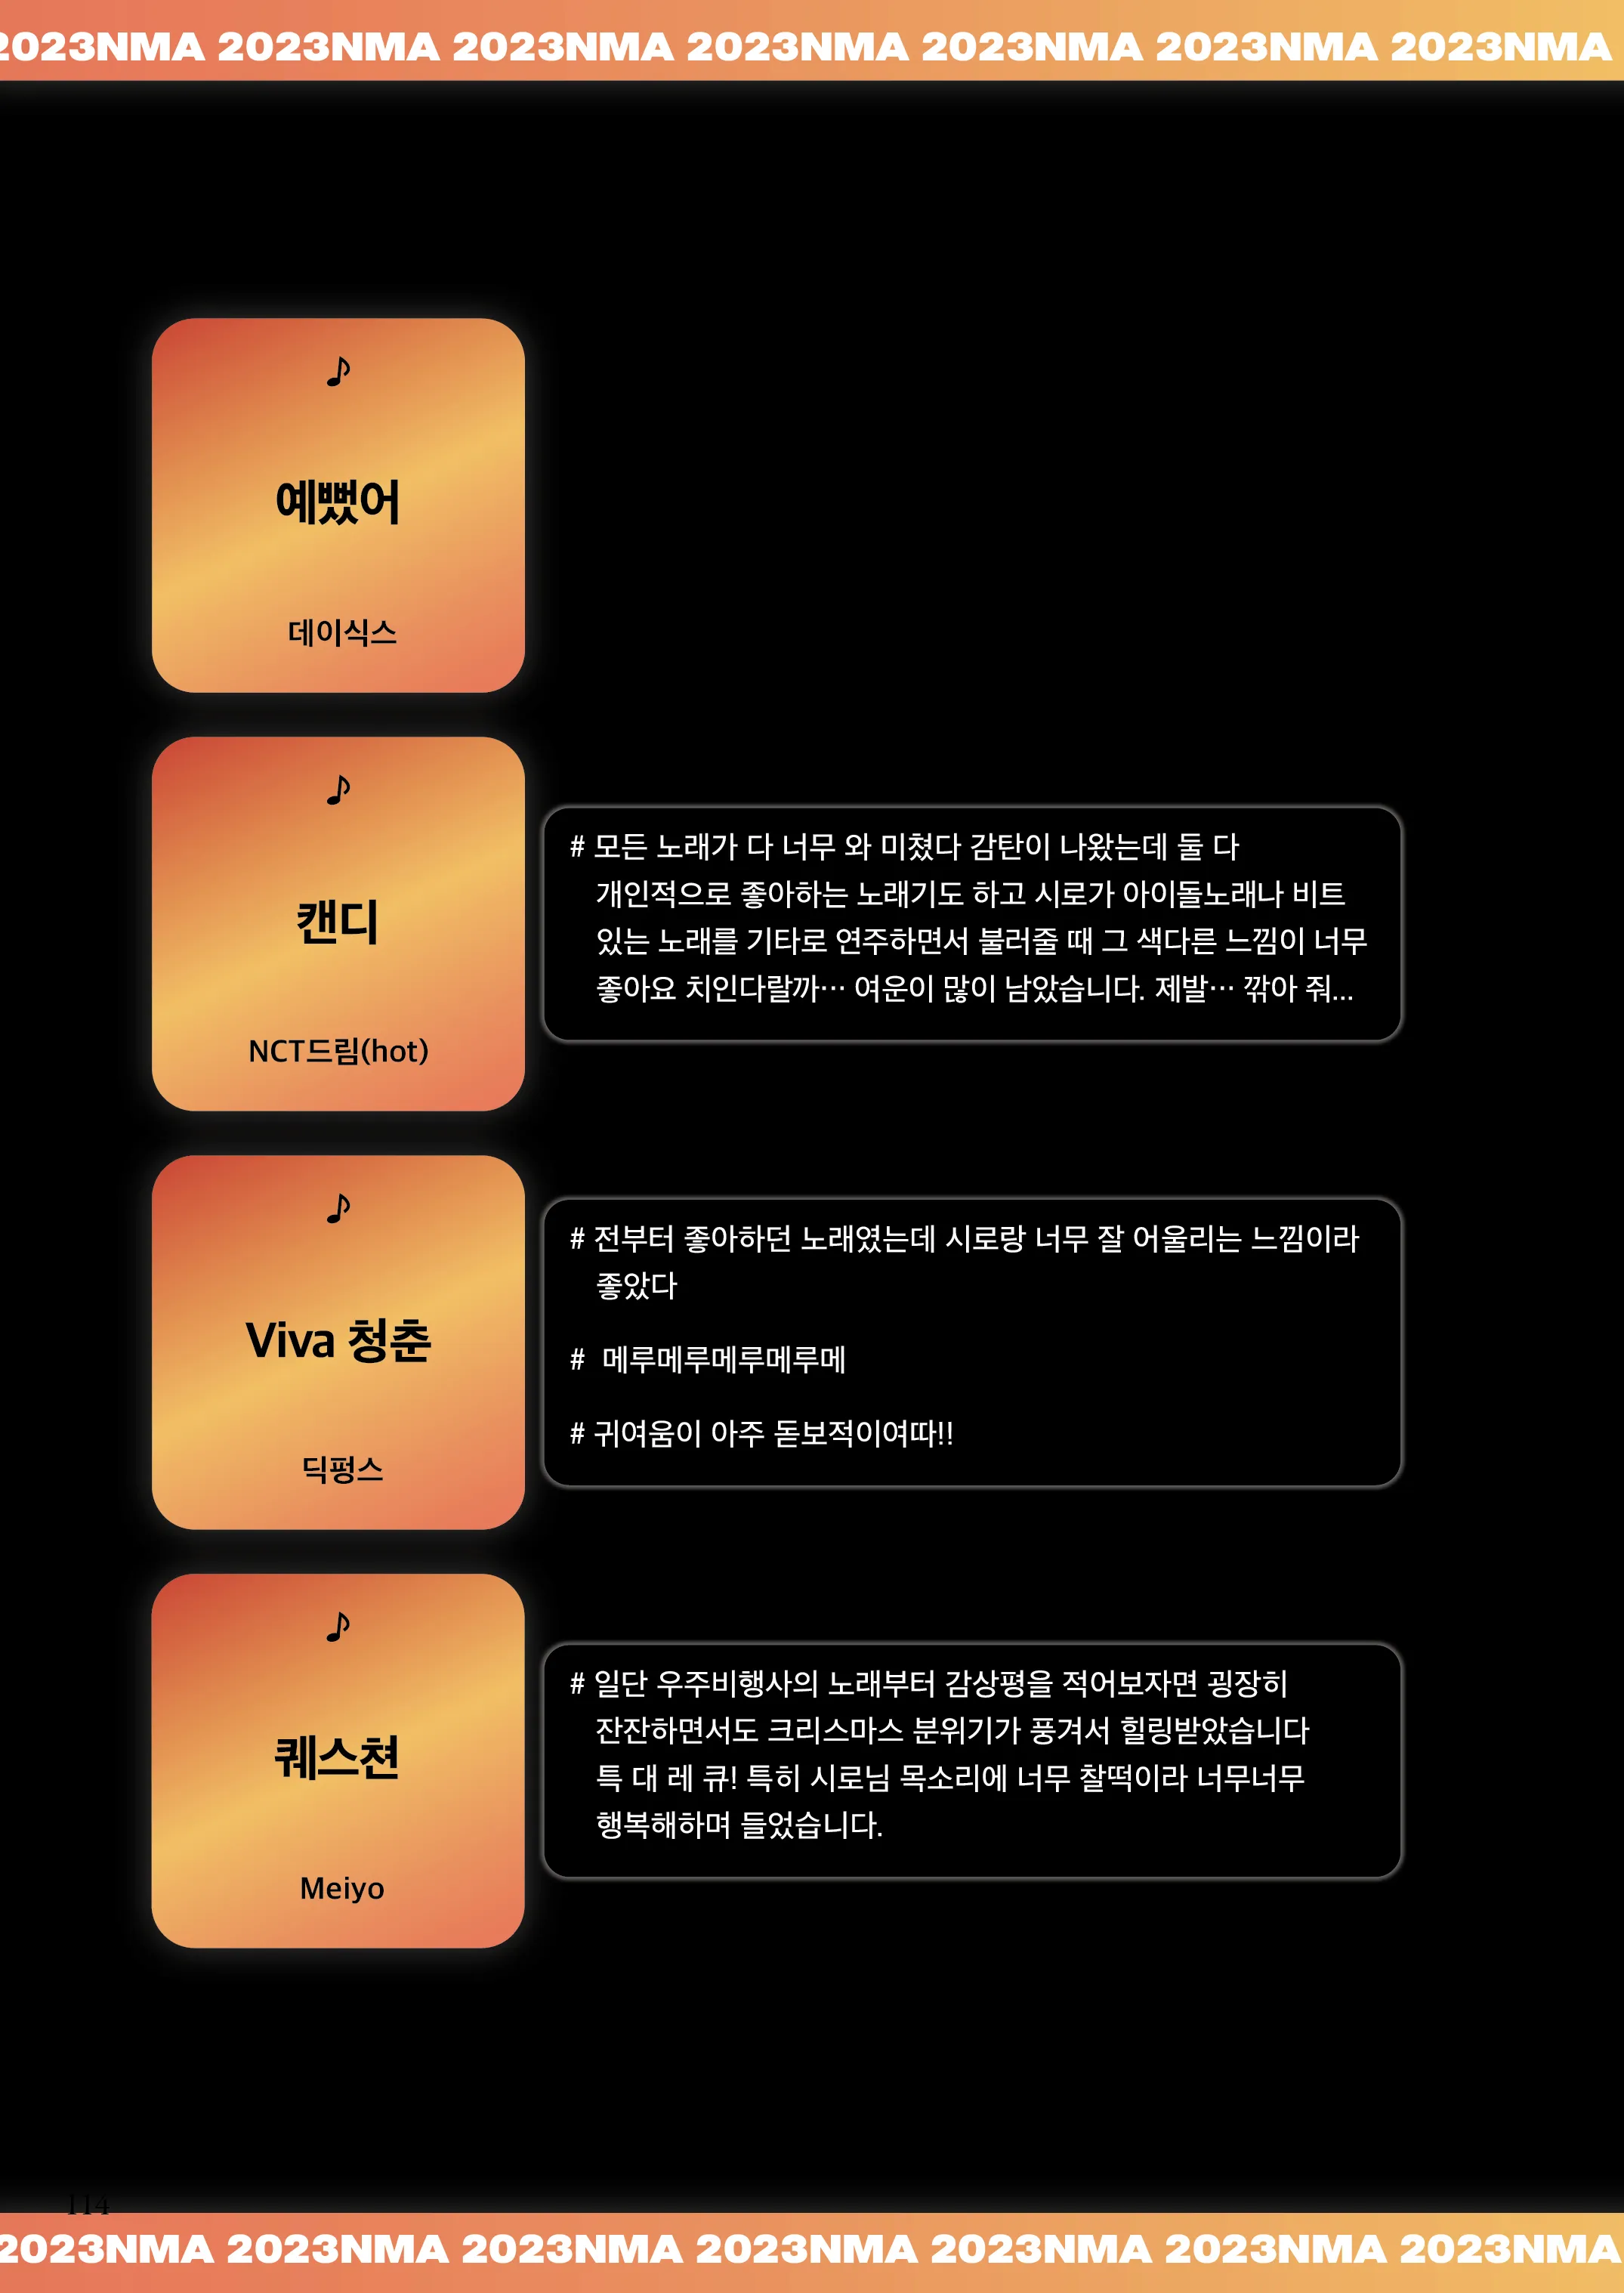 2023NMA 2023NMA 2023NMA 2023NMA 2023NMA 2023NMA 2023NMA
예뻤어
데이식스
캔디
NCT드림(hot)
# 모든 노래가 다 너무 와 미쳤다 감탄이 나왔는데 둘 다
개인적으로 좋아하는 노래기도 하고 시로가 아이돌노래나 비트
있는 노래를 기타로 연주하면서 불러줄 때 그 색다른 느낌이 너무
좋아요 치인다랄까… 여운이 많이 남았습니다. 제발… 깎아 줘...
Viva 청춘
딕펑스
# 전부터 좋아하던 노래였는데 시로랑 너무 잘 어울리는 느낌이라
좋았다
# 메루메루메루메루메
# 귀여움이 아주 돋보적이여따!!
퀘스쳔
Meiyo
# 일단 우주비행사의 노래부터 감상평을 적어보자면 굉장히
잔잔하면서도 크리스마스 분위기가 풍겨서 힐링받았습니다
특 대 레 큐! 특히 시로님 목소리에 너무 찰떡이라 너무너무
행복해하며 들었습니다.
114
2023NMA 2023NMA 2023NMA 2023NMA 2023NMA 2023NMA 2023NMA